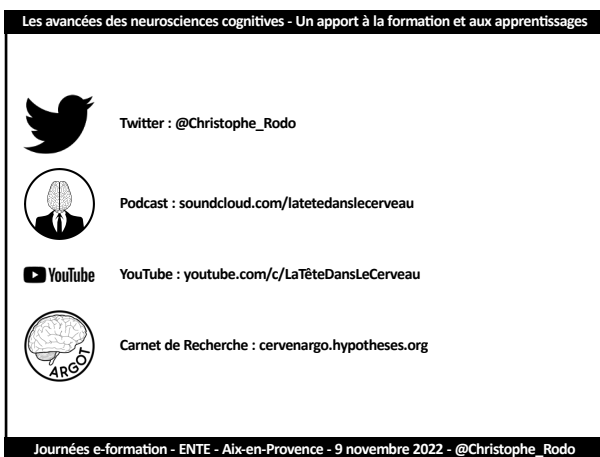 Les avancées des neurosciences cognitives - Un apport à la formation et aux apprentissages
Twitter : @Christophe_Rodo
Podcast : soundcloud.com/latetedanslecerveau
YouTube
YouTube : youtube.com/c/LaTêteDansLeCerveau
ARGOT
Carnet de Recherche : cervenargo.hypotheses.org
Journées e-formation - ENTE - Aix-en-Provence - 9 novembre 2022 - @Christophe_Rodo